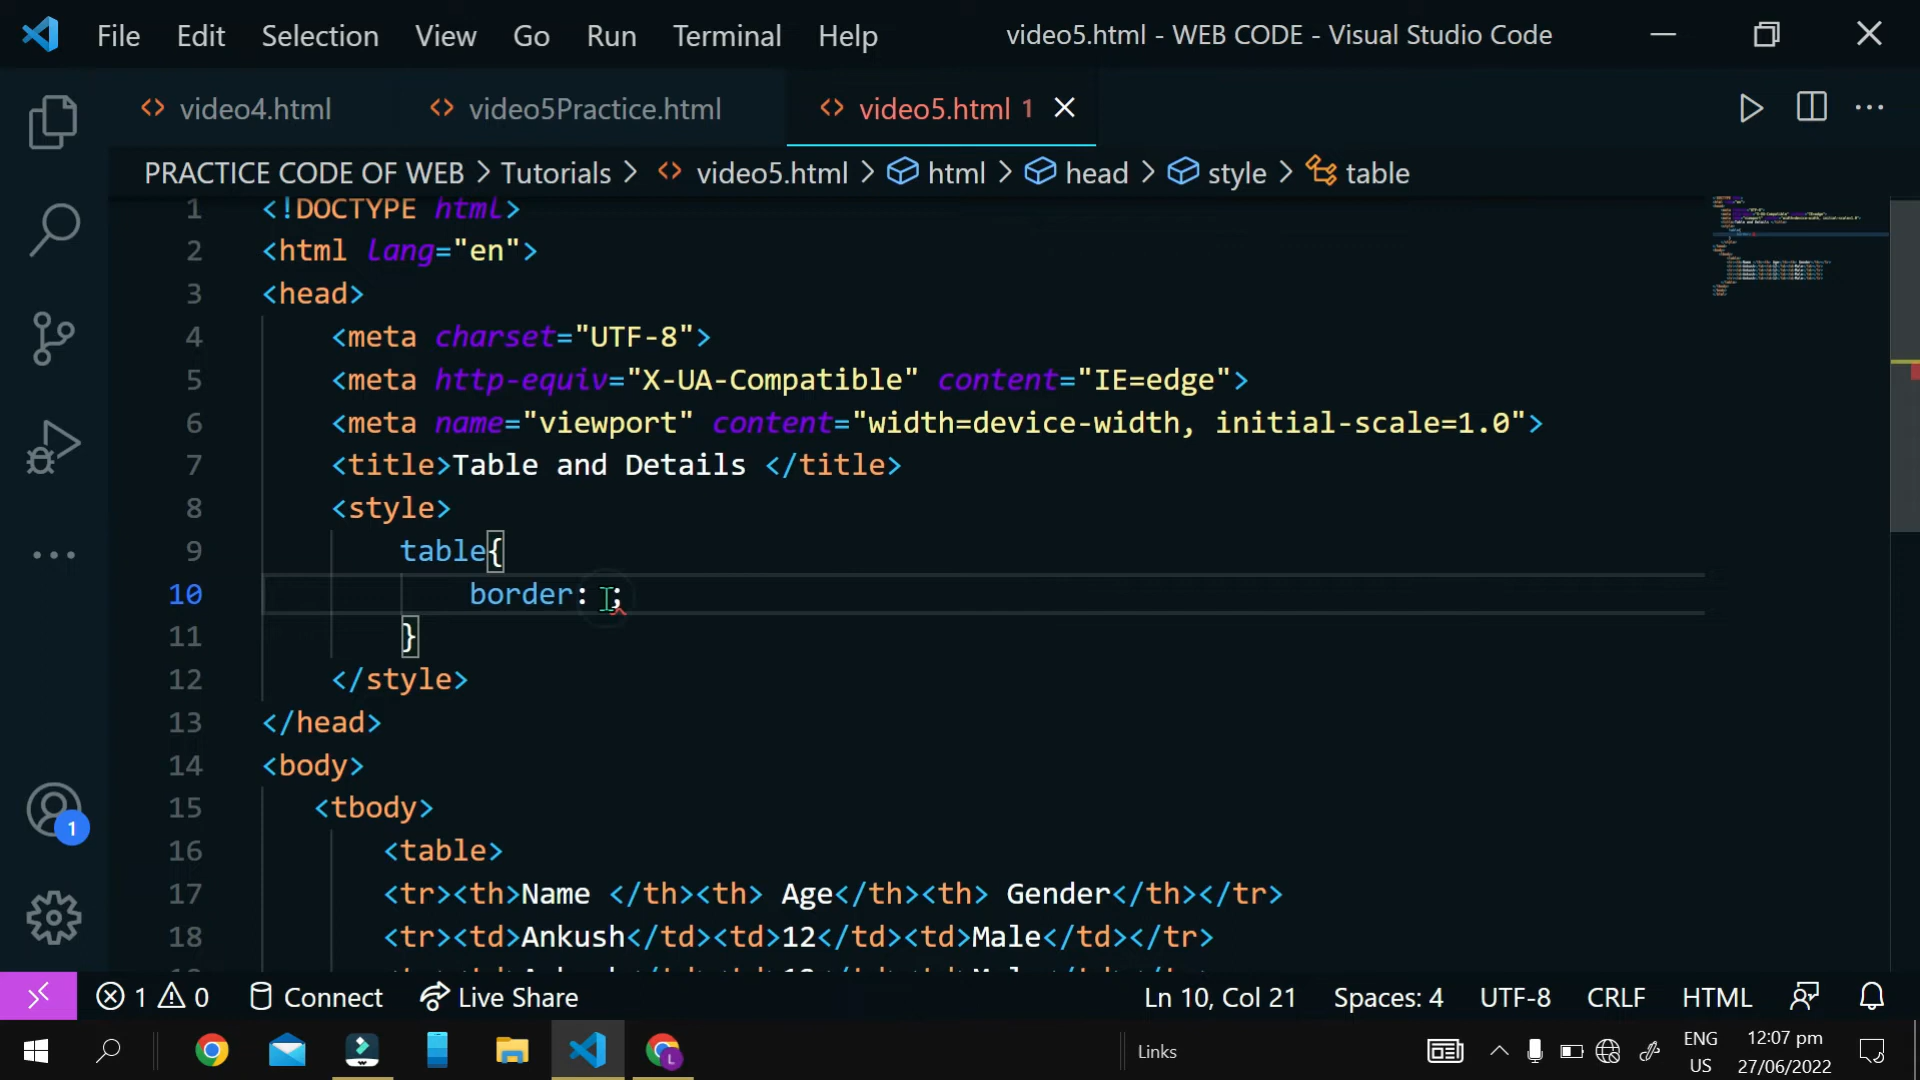 File Edit Selection View Go Run Terminal Help video5.html - WEB CODE - Visual Studio Code
video4.html video5Practice.html video5.html 1
PRACTICE CODE OF WEB > Tutorials > video5.html > html > head > style > table
1 <!DOCTYPE html>
2 <html lang="en">
3 <head>
4 <meta charset="UTF-8">
5 <meta http-equiv="X-UA-Compatible" content="IE=edge">
6 <meta name="viewport" content="width=device-width, initial-scale=1.0">
7 <title>Table and Details </title>
8 <style>
9 table{
10 border: ;
11 }
12 </style>
13 </head>
14 <body>
15 <tbody>
16 <table>
17 <tr><th>Name </th><th> Age</th><th> Gender</th></tr>
18 <tr><td>Ankush</td><td>12</td><td>Male</td></tr>
1
1 0 Connect Live Share Ln 10, Col 21 Spaces: 4 UTF-8 CRLF HTML
L Links ENG US 12:07 pm 27/06/2022